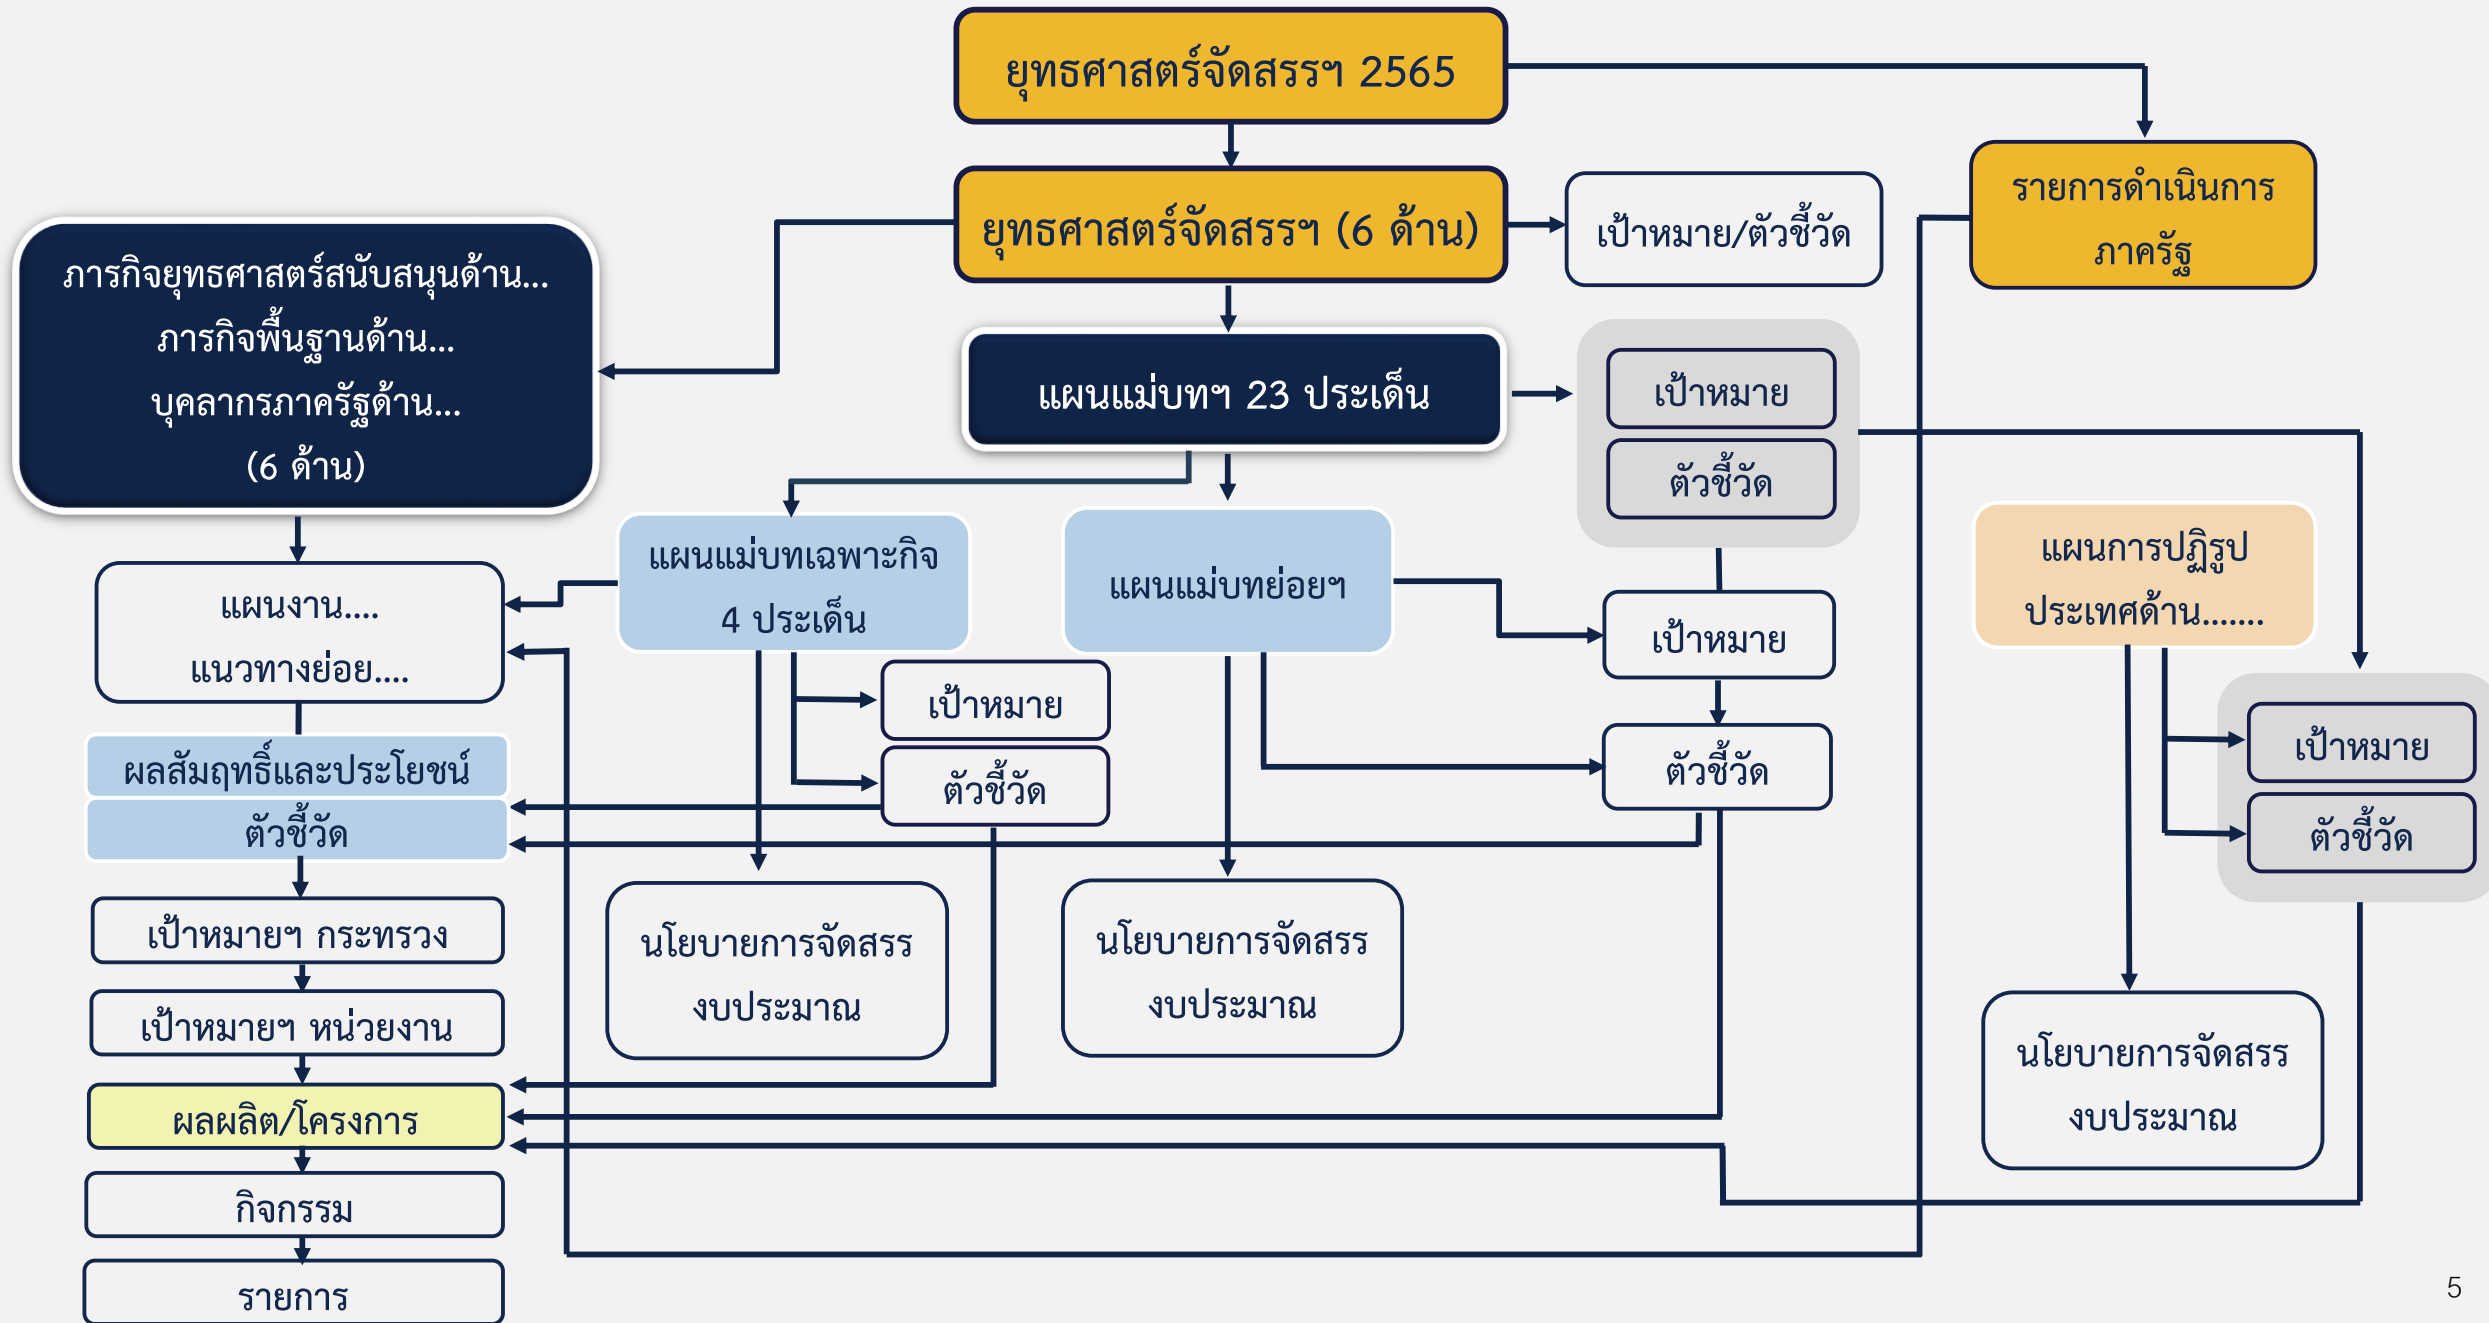 ยุทธศาสตร์จัดสรรฯ 2565
ยุทธศาสตร์จัดสรรฯ (6 ด้าน)
เป้าหมาย/ตัวชี้วัด
รายการดำเนินการ
ภาครัฐ
ภารกิจยุทธศาสตร์สนับสนุนด้าน...
ภารกิจพื้นฐานด้าน...
บุคลากรภาครัฐด้าน...
(6 ด้าน)
แผนแม่บทฯ 23 ประเด็น
เป้าหมาย
ตัวชี้วัด
แผนแม่บทเฉพาะกิจ
4 ประเด็น
แผนแม่บทย่อยฯ
แผนการปฏิรูป
ประเทศด้าน.......
แผนงาน....
แนวทางย่อย....
เป้าหมาย
เป้าหมาย
ตัวชี้วัด
ตัวชี้วัด
เป้าหมาย
ตัวชี้วัด
ผลสัมฤทธิ์และประโยชน์
ตัวชี้วัด
เป้าหมายฯ กระทรวง
เป้าหมายฯ หน่วยงาน
ผลผลิต/โครงการ
กิจกรรม
รายการ
นโยบายการจัดสรร
งบประมาณ
นโยบายการจัดสรร
งบประมาณ
นโยบายการจัดสรร
งบประมาณ
5